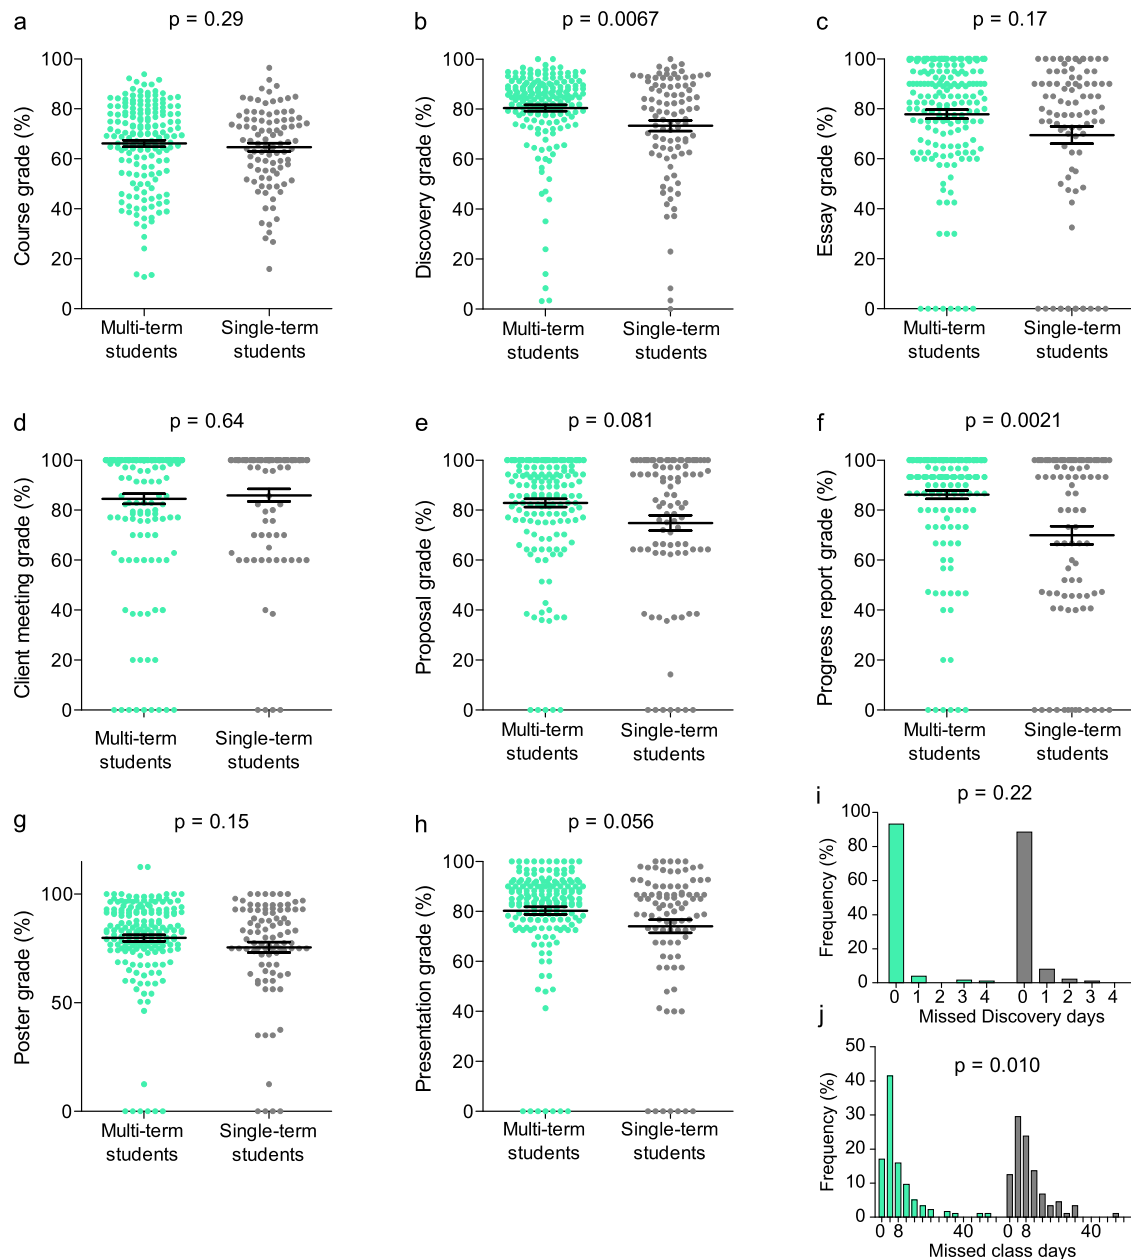 a
p = 0.29
Course grade (%)
100
80
60
40
20
0
Multi-term students
Single-term students
b
p = 0.0067
Discovery grade (%)
100
80
60
40
20
0
Multi-term students
Single-term students
c
p = 0.17
Essay grade (%)
100
80
60
40
20
0
Multi-term students
Single-term students
d
p = 0.64
Client meeting grade (%)
100
80
60
40
20
0
Multi-term students
Single-term students
e
p = 0.081
Proposal grade (%)
100
80
60
40
20
0
Multi-term students
Single-term students
f
p = 0.0021
Progress report grade (%)
100
80
60
40
20
0
Multi-term students
Single-term students
g
p = 0.15
Poster grade (%)
100
50
0
Multi-term students
Single-term students
h
p = 0.056
Presentation grade (%)
100
80
60
40
20
0
Multi-term students
Single-term students
i
p = 0.22
Frequency (%)
100
80
60
40
20
0
0 1 2 3 4 0 1 2 3 4
Missed Discovery days
j
p = 0.010
Frequency (%)
50
40
30
20
10
0
0 8 40 0 8 40
Missed class days